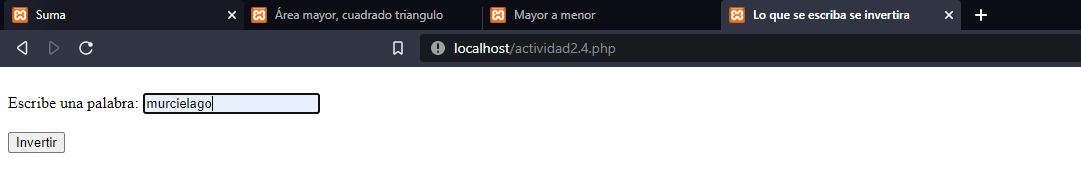 Suma
Área mayor, cuadrado triangulo
Mayor a menor
Lo que se escriba se invertira
localhost/actividad2.4.php
Escribe una palabra: murcielago
Invertir